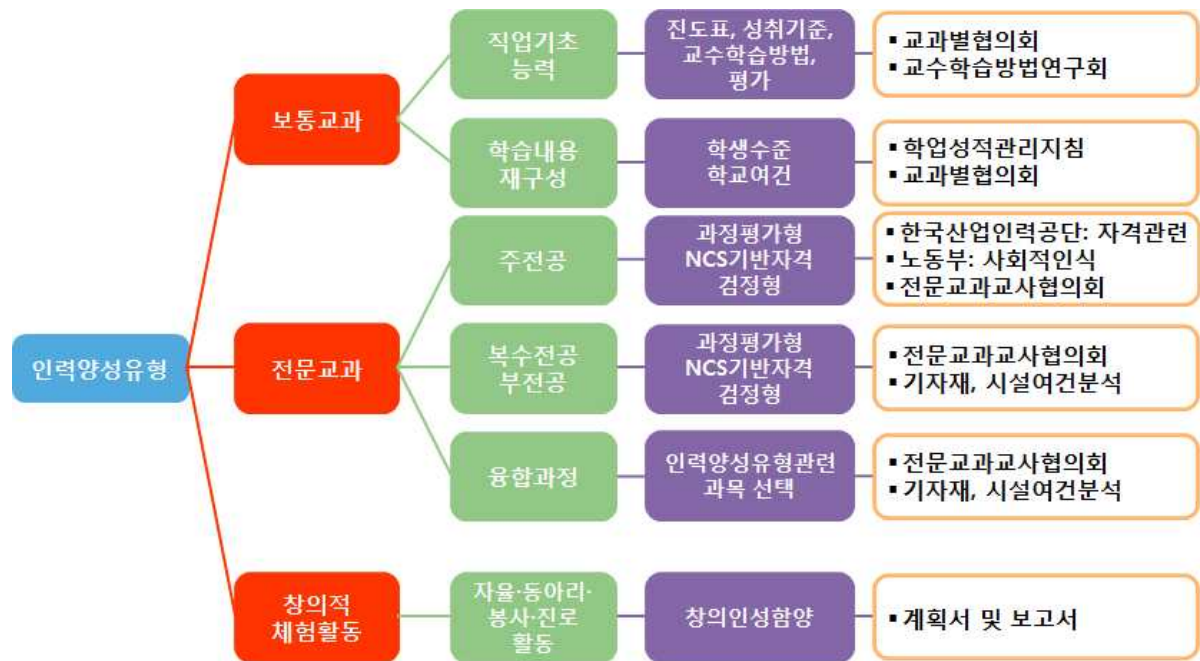 인력양성유형
보통교과
직업기초
능력
진도표, 성취기준,
교수학습방법,
평가
▪ 교과별협의회
▪ 교수학습방법연구회
학습내용
재구성
학생수준
학교여건
▪ 학업성적관리지침
▪ 교과별협의회
전문교과
주전공
과정평가형
NCS기반자격
검정형
▪ 한국산업인력공단: 자격관련
▪ 노동부: 사회적인식
▪ 전문교과교사협의회
복수전공
부전공
과정평가형
NCS기반자격
검정형
▪ 전문교과교사협의회
▪ 기자재, 시설여건분석
융합과정
인력양성유형관련
과목 선택
▪ 전문교과교사협의회
▪ 기자재, 시설여건분석
창의적
체험활동
자율·동아리·
봉사·진로
활동
창의인성함양
▪ 계획서 및 보고서